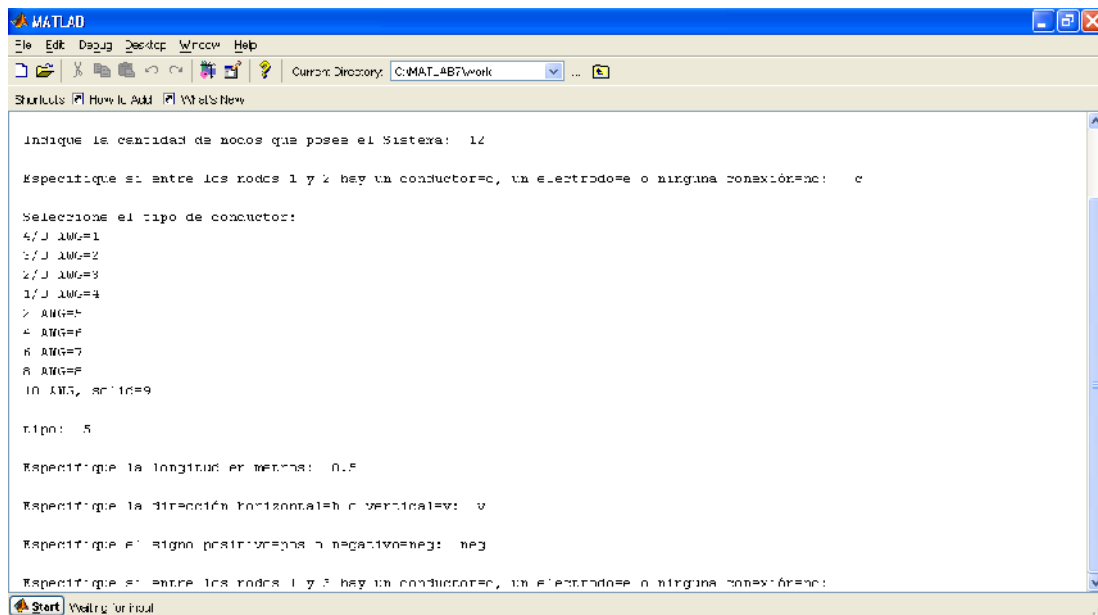 MATLAB
File Edit Debug Desktop Window Help
Current Directory: C:\MATLAB7\work
Shortcuts How to Add What's New
Indique la cantidad de nodos que posee el Sistema: 12
Especifique si entre los nodos 1 y 2 hay un conductor=c, un electrodo=e o ninguna conexión=nc: c
Seleccione el tipo de conductor:
4/0 AWG=1
3/0 AWG=2
2/0 AWG=3
1/0 AWG=4
2 AWG=5
4 AWG=6
6 AWG=7
8 AWG=8
10 AWG, solid=9
tipo: 5
Especifique la longitud en metros: 0.5
Especifique la dirección horizontal=h o vertical=v: v
Especifique el signo positivo=pos o negativo=neg: neg
Especifique si entre los nodos 1 y 3 hay un conductor=c, un electrodo=e o ninguna conexión=nc:
Start Waiting for input